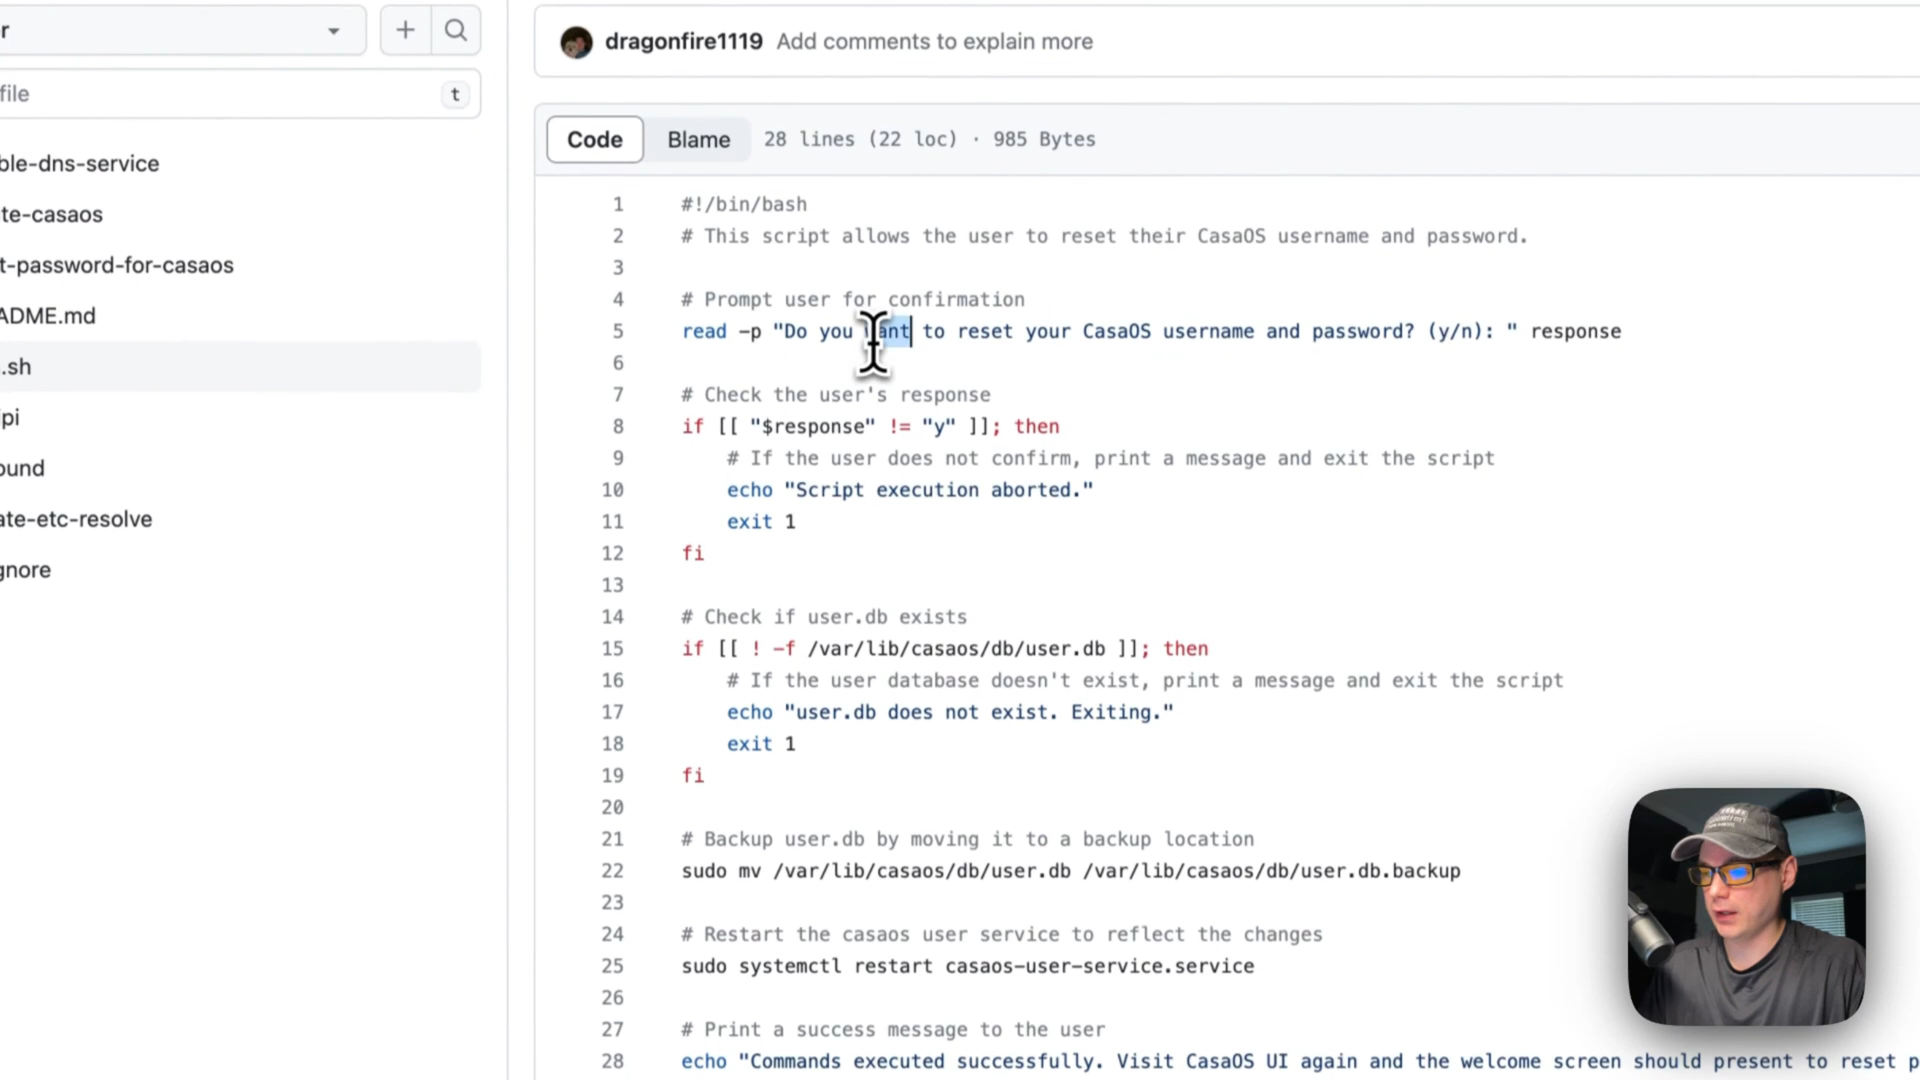 r
dragonfire1119 Add comments to explain more
file t
Code Blame 28 lines (22 loc) · 985 Bytes
ble-dns-service
te-casaos
t-password-for-casaos
ADME.md
.sh
ipi
ound
ate-etc-resolve
gnore
1 #!/bin/bash
2 # This script allows the user to reset their CasaOS username and password.
3
4 # Prompt user for confirmation
5 read -p "Do you want to reset your CasaOS username and password? (y/n): " response
6
7 # Check the user's response
8 if [[ "$response" != "y" ]]; then
9 # If the user does not confirm, print a message and exit the script
10 echo "Script execution aborted."
11 exit 1
12 fi
13
14 # Check if user.db exists
15 if [[ ! -f /var/lib/casaos/db/user.db ]]; then
16 # If the user database doesn't exist, print a message and exit the script
17 echo "user.db does not exist. Exiting."
18 exit 1
19 fi
20
21 # Backup user.db by moving it to a backup location
22 sudo mv /var/lib/casaos/db/user.db /var/lib/casaos/db/user.db.backup
23
24 # Restart the casaos user service to reflect the changes
25 sudo systemctl restart casaos-user-service.service
26
27 # Print a success message to the user
28 echo "Commands executed successfully. Visit CasaOS UI again and the welcome screen should present to reset p